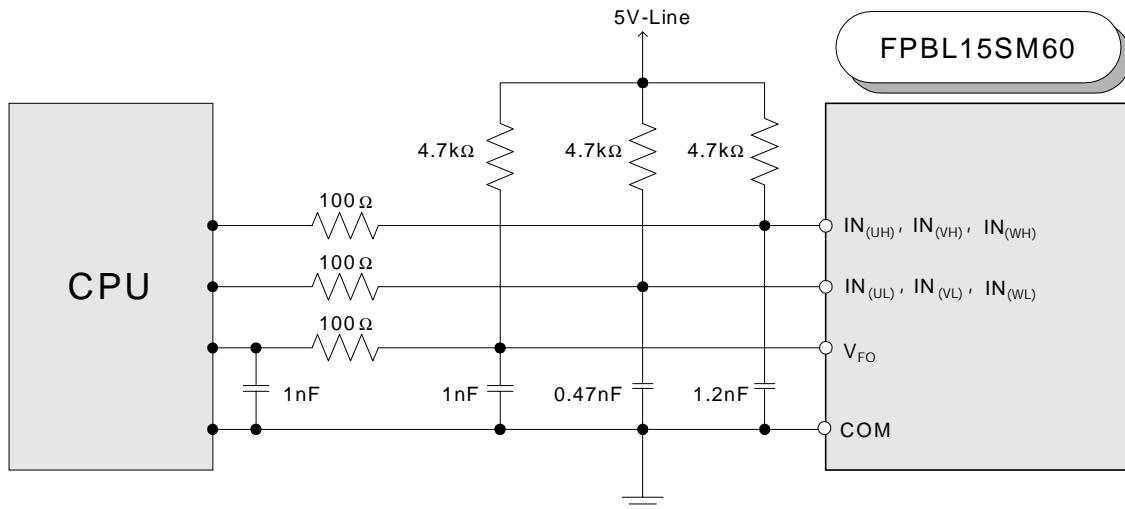 5V-Line
FPBL15SM60
4.7kΩ 4.7kΩ 4.7kΩ
100Ω
IN(UH), IN(VH), IN(WH)
CPU
100Ω
IN(UL), IN(VL), IN(WL)
100Ω
VFO
1nF 1nF 0.47nF 1.2nF
COM